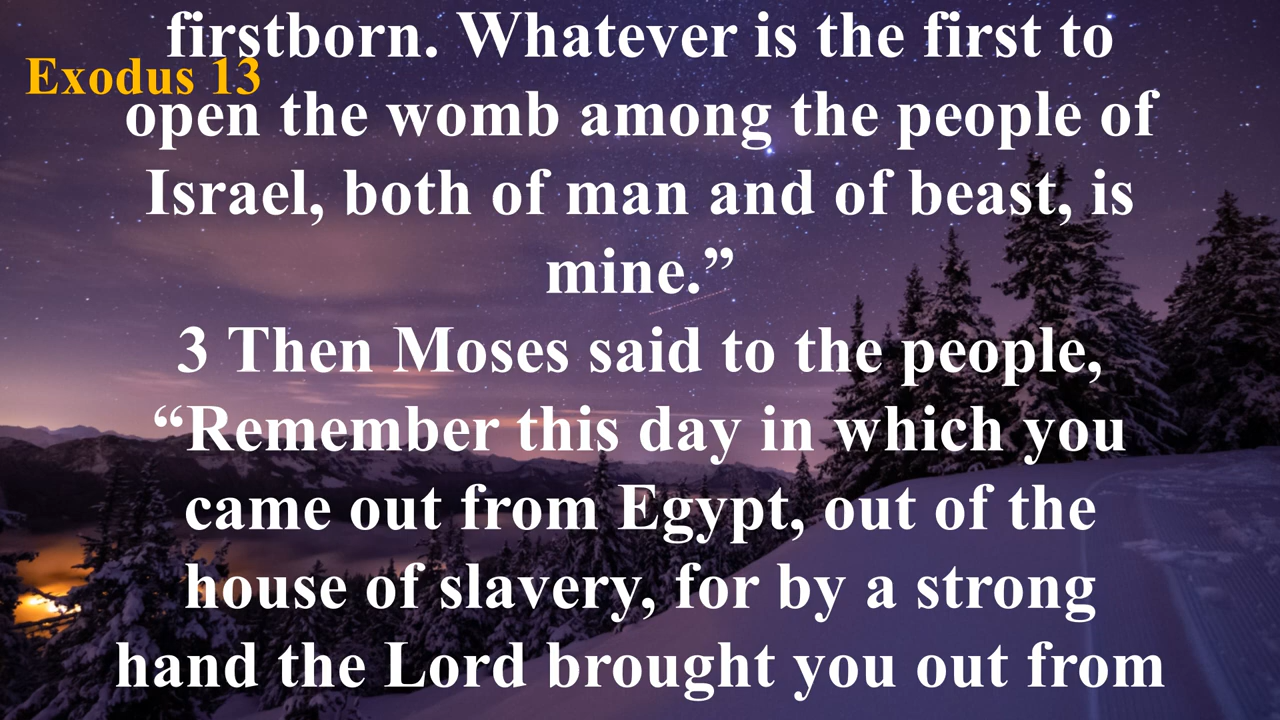 firstborn. Whatever is the first to
Exodus 13
open the womb among the people of
Israel, both of man and of beast, is
mine.”
3 Then Moses said to the people,
“Remember this day in which you
came out from Egypt, out of the
house of slavery, for by a strong
hand the Lord brought you out from